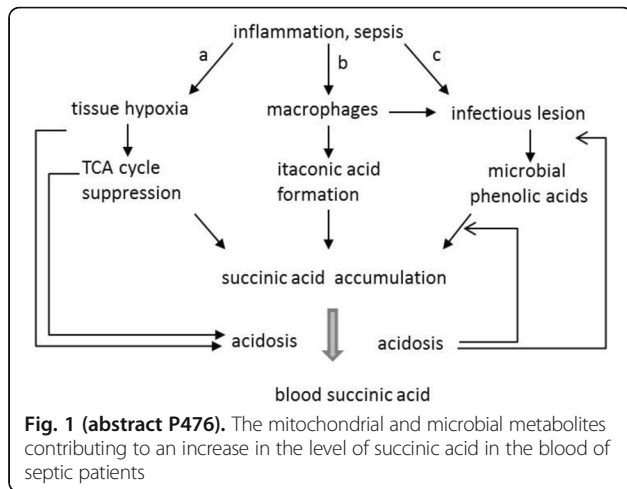 inflammation, sepsis
a
b
c
tissue hypoxia
macrophages
infectious lesion
TCA cycle
suppression
itaconic acid
formation
microbial
phenolic acids
succinic acid accumulation
acidosis
acidosis
blood succinic acid
Fig. 1 (abstract P476). The mitochondrial and microbial metabolites
contributing to an increase in the level of succinic acid in the blood of
septic patients